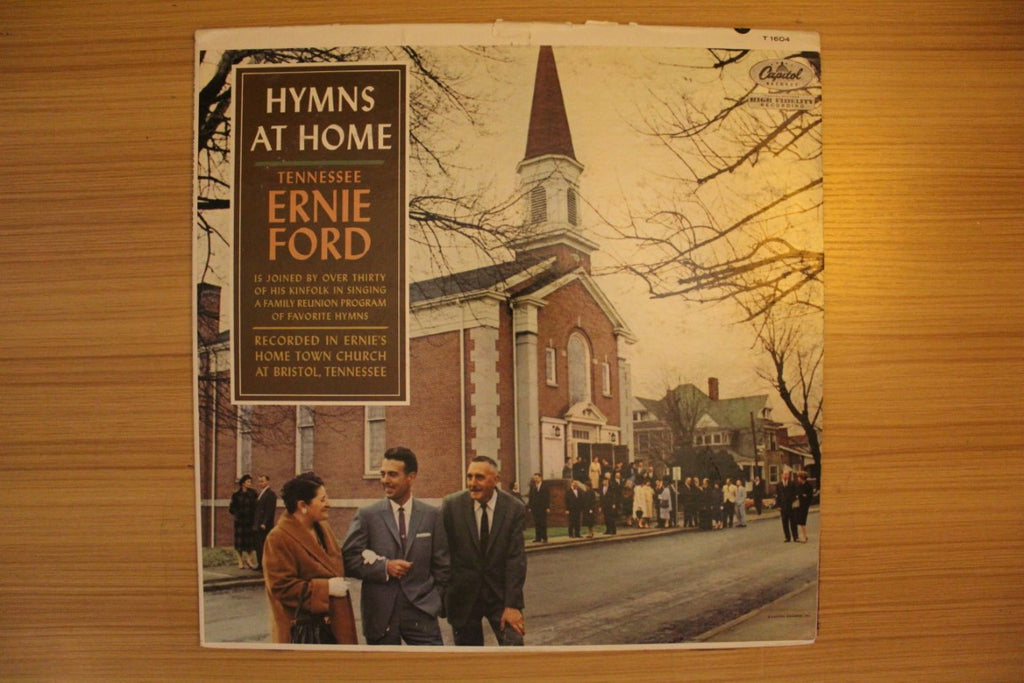 T 1604
Capitol
RECORDS
HIGH FIDELITY
RECORDING
HYMNS
AT HOME
TENNESSEE
ERNIE
FORD
IS JOINED BY OVER THIRTY
OF HIS KINFOLK IN SINGING
A FAMILY REUNION PROGRAM
OF FAVORITE HYMNS
RECORDED IN ERNIE'S
HOME TOWN CHURCH
AT BRISTOL, TENNESSEE